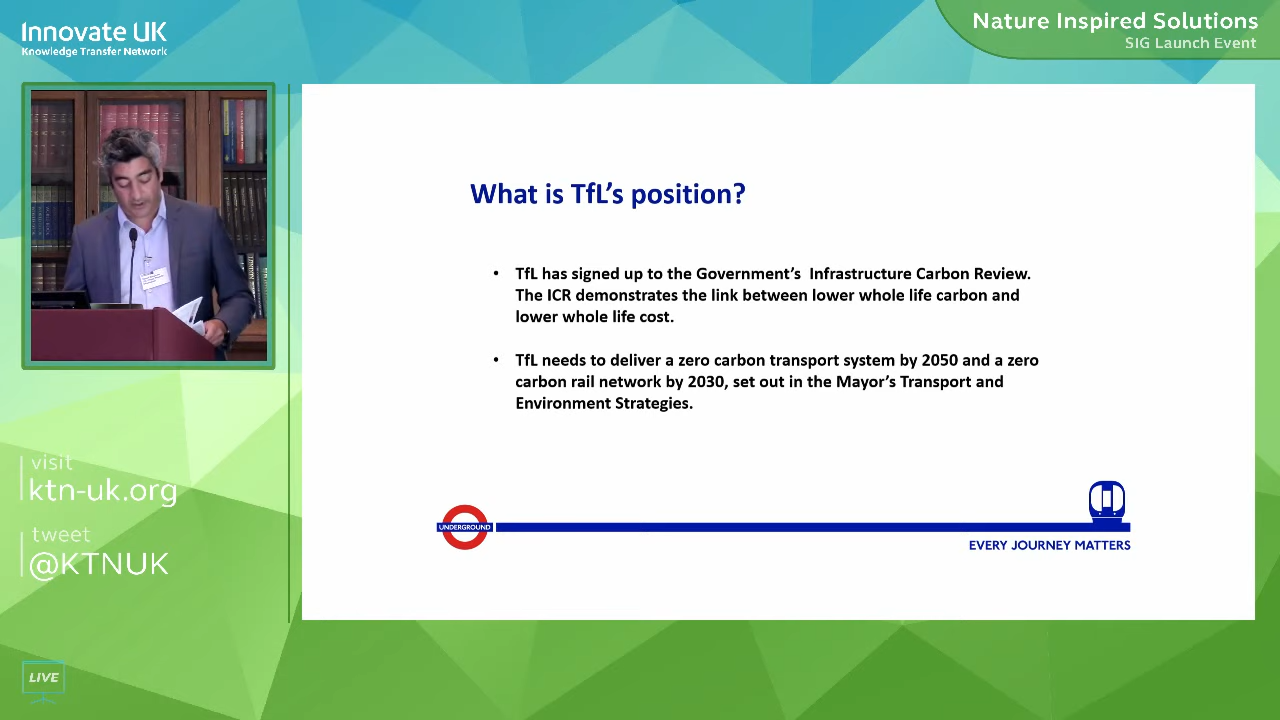 Innovate UK
Knowledge Transfer Network
Nature Inspired Solutions
SIG Launch Event
What is TfL’s position?
• TfL has signed up to the Government’s  Infrastructure Carbon Review.
The ICR demonstrates the link between lower whole life carbon and
lower whole life cost.
• TfL needs to deliver a zero carbon transport system by 2050 and a zero
carbon rail network by 2030, set out in the Mayor’s Transport and
Environment Strategies.
UNDERGROUND
EVERY JOURNEY MATTERS
visit
ktn-uk.org
tweet
@KTNUK
LIVE